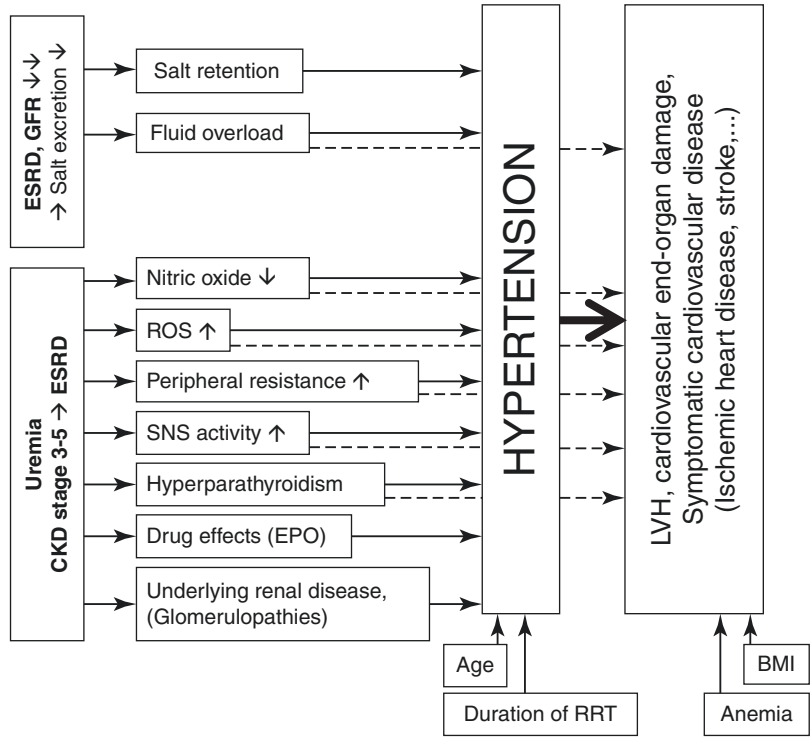 ESRD, GFR ↓↓
→ Salt excretion ↓
Salt retention
Fluid overload
Uremia
CKD stage 3-5 → ESRD
Nitric oxide ↓
ROS ↑
Peripheral resistance ↑
SNS activity ↑
Hyperparathyroidism
Drug effects (EPO)
Underlying renal disease,
(Glomerulopathies)
HYPERTENSION
LVH, cardiovascular end-organ damage,
Symptomatic cardiovascular disease
(Ischemic heart disease, stroke,...)
Age
Duration of RRT
BMI
Anemia